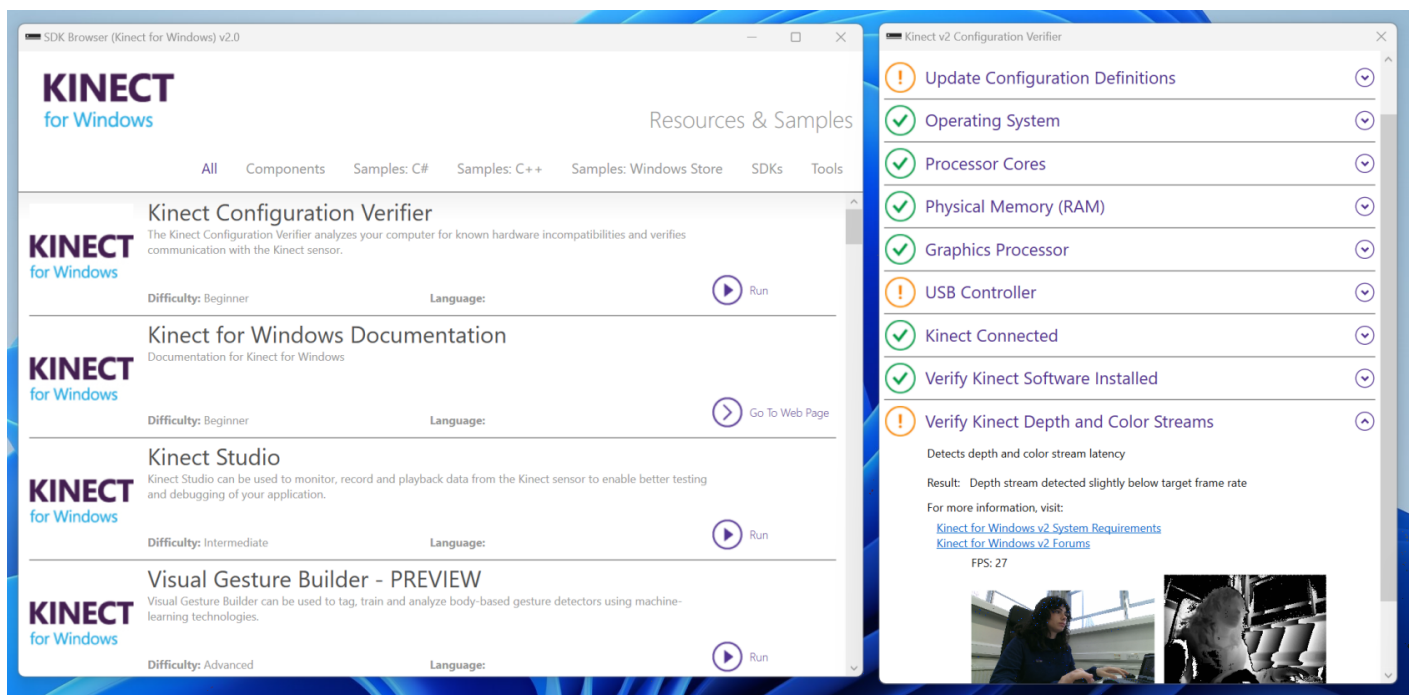 SDK Browser (Kinect for Windows) v2.0
KINECT
for Windows
Resources & Samples
All Components Samples: C# Samples: C++ Samples: Windows Store SDKs Tools
KINECT
for Windows
Kinect Configuration Verifier
The Kinect Configuration Verifier analyzes your computer for known hardware incompatibilities and verifies
communication with the Kinect sensor.
Difficulty: Beginner Language:
Run
KINECT
for Windows
Kinect for Windows Documentation
Documentation for Kinect for Windows
Difficulty: Beginner Language:
Go To Web Page
KINECT
for Windows
Kinect Studio
Kinect Studio can be used to monitor, record and playback data from the Kinect sensor to enable better testing
and debugging of your application.
Difficulty: Intermediate Language:
Run
KINECT
for Windows
Visual Gesture Builder - PREVIEW
Visual Gesture Builder can be used to tag, train and analyze body-based gesture detectors using machine-
learning technologies.
Difficulty: Advanced Language:
Run
Kinect v2 Configuration Verifier
Update Configuration Definitions
Operating System
Processor Cores
Physical Memory (RAM)
Graphics Processor
USB Controller
Kinect Connected
Verify Kinect Software Installed
Verify Kinect Depth and Color Streams
Detects depth and color stream latency
Result: Depth stream detected slightly below target frame rate
For more information, visit:
Kinect for Windows v2 System Requirements
Kinect for Windows v2 Forums
FPS: 27